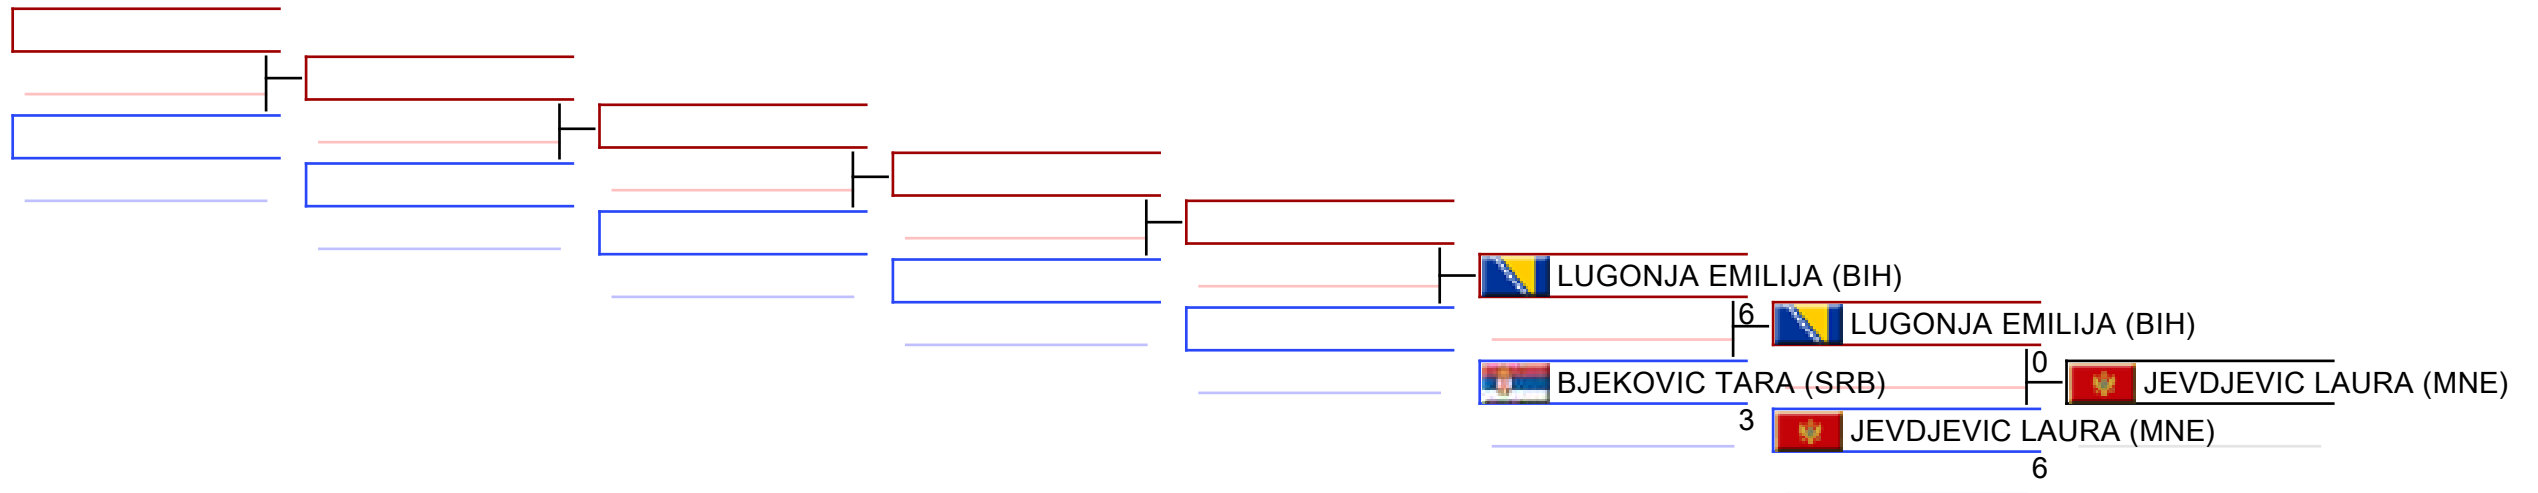 LUGONJA EMILIJA (BIH)
6
LUGONJA EMILIJA (BIH)
BJEKOVIC TARA (SRB)
0
JEVDJEVIC LAURA (MNE)
3
JEVDJEVIC LAURA (MNE)
6